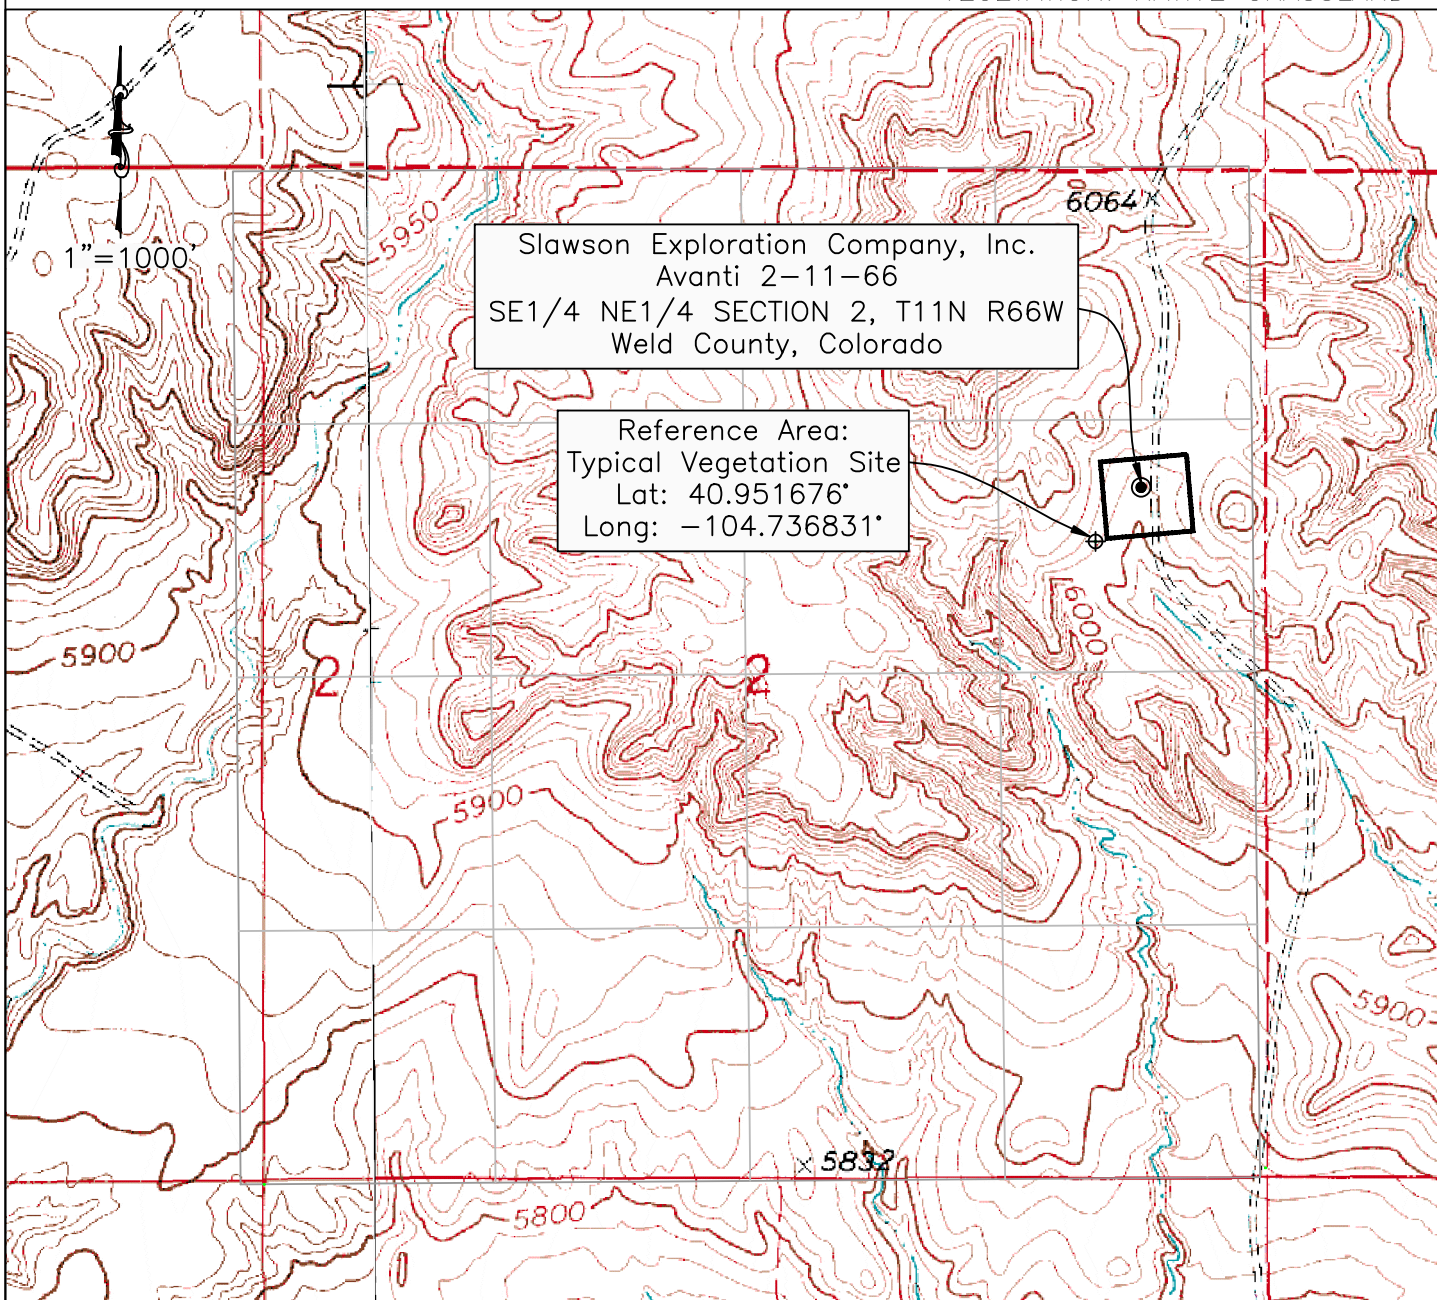 6064
5950
1"=1000'
Slawson Exploration Company, Inc.
Avanti 2-11-66
SE1/4 NE1/4 SECTION 2, T11N R66W
Weld County, Colorado
Reference Area:
Typical Vegetation Site
Lat: 40.951676°
Long: -104.736831°
6000
5900
2
2
5900
5900
5832
5800